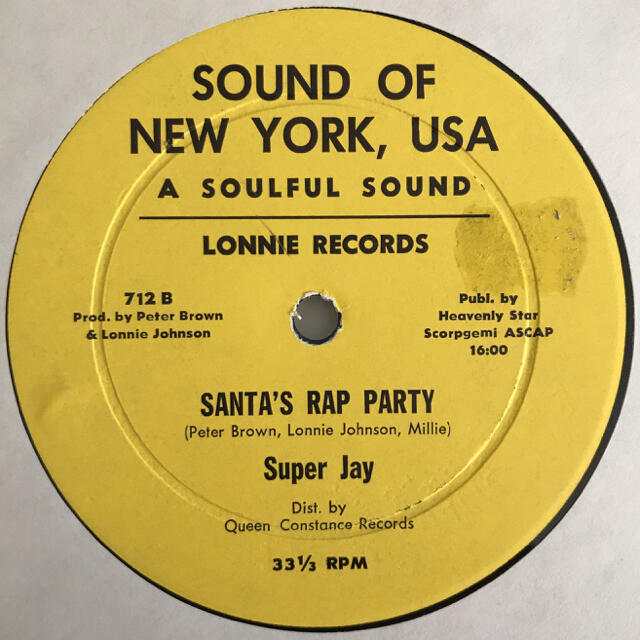 SOUND OF
NEW YORK, USA
A SOULFUL SOUND
LONNIE RECORDS
712 B
Prod. by Peter Brown
& Lonnie Johnson
Publ. by
Heavenly Star
Scorpgemi ASCAP
16:00
SANTA'S RAP PARTY
(Peter Brown, Lonnie Johnson, Millie)
Super Jay
Dist. by
Queen Constance Records
33⅓ RPM